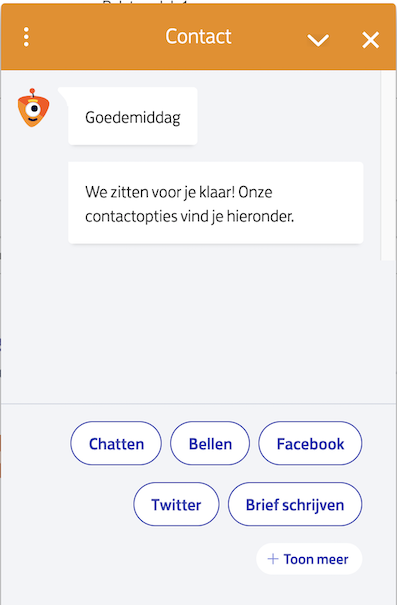 Contact
Goedemiddag
We zitten voor je klaar! Onze
contactopties vind je hieronder.
Chatten
Bellen
Facebook
Twitter
Brief schrijven
+ Toon meer